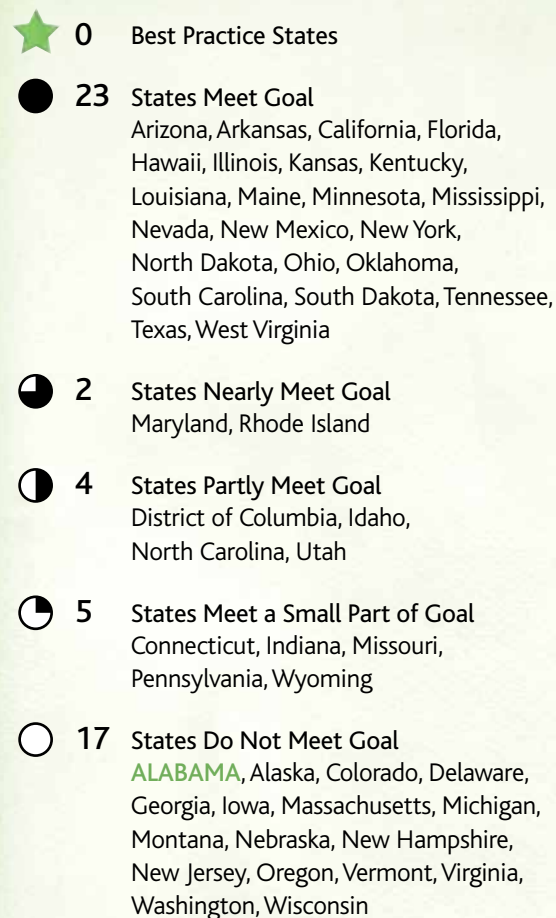 0 Best Practice States
23 States Meet Goal
Arizona, Arkansas, California, Florida,
Hawaii, Illinois, Kansas, Kentucky,
Louisiana, Maine, Minnesota, Mississippi,
Nevada, New Mexico, New York,
North Dakota, Ohio, Oklahoma,
South Carolina, South Dakota, Tennessee,
Texas, West Virginia
2 States Nearly Meet Goal
Maryland, Rhode Island
4 States Partly Meet Goal
District of Columbia, Idaho,
North Carolina, Utah
5 States Meet a Small Part of Goal
Connecticut, Indiana, Missouri,
Pennsylvania, Wyoming
17 States Do Not Meet Goal
ALABAMA, Alaska, Colorado, Delaware,
Georgia, Iowa, Massachusetts, Michigan,
Montana, Nebraska, New Hampshire,
New Jersey, Oregon, Vermont, Virginia,
Washington, Wisconsin